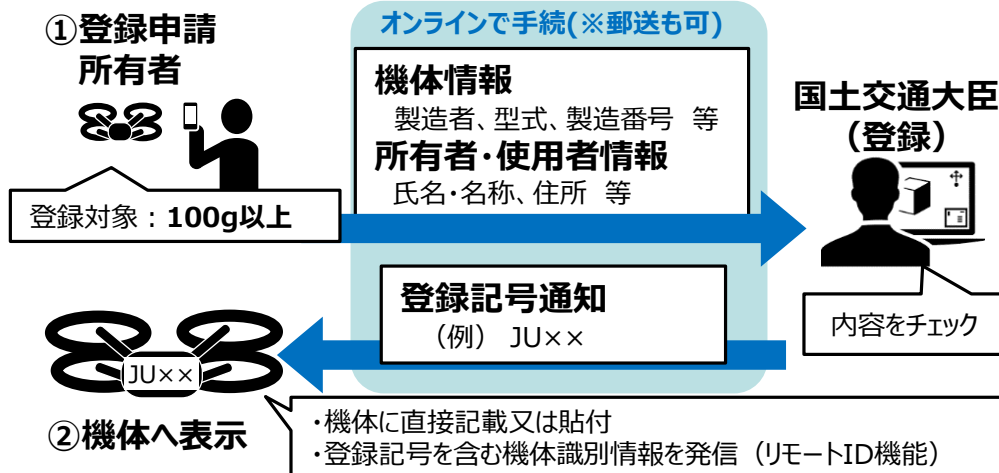 ①登録申請
所有者
登録対象：100g以上
オンラインで手続(※郵送も可)
機体情報
製造者、型式、製造番号 等
所有者・使用者情報
氏名・名称、住所 等
国土交通大臣
（登録）
内容をチェック
登録記号通知
（例） JU××
JU××
②機体へ表示
・機体に直接記載又は貼付
・登録記号を含む機体識別情報を発信（リモートID機能）